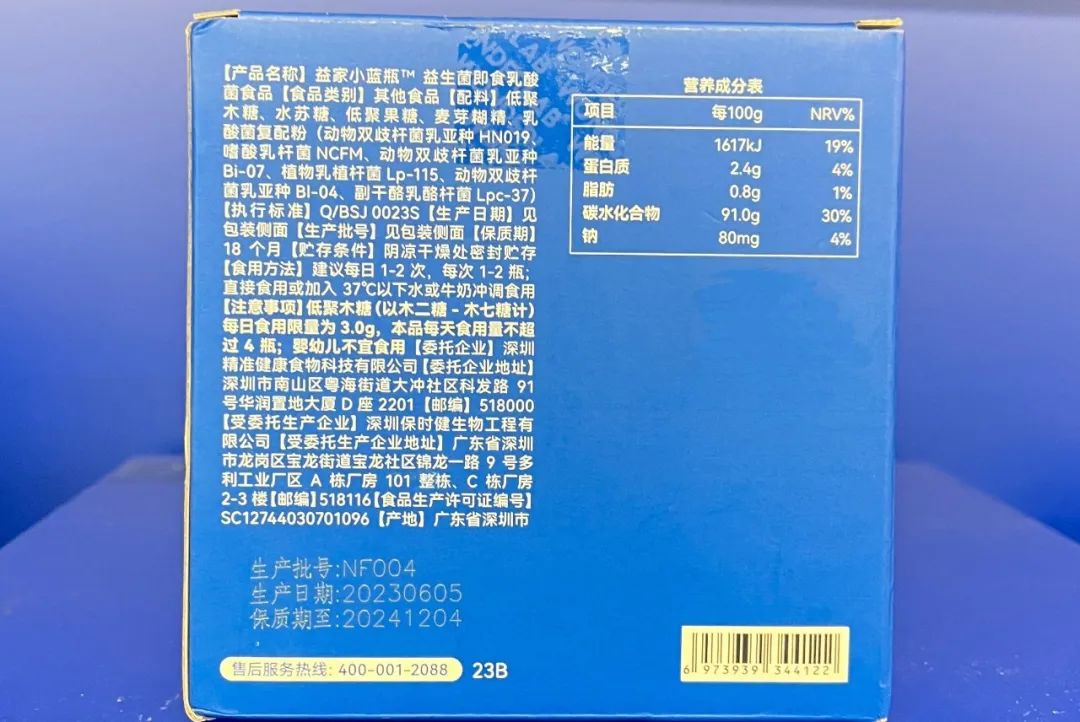 【产品名称】益家小蓝瓶™ 益生菌即食乳酸
菌食品【食品类别】其他食品【配料】低聚
木糖、水苏糖、低聚果糖、麦芽糊精、乳
酸菌复配粉（动物双歧杆菌乳亚种 HN019、
嗜酸乳杆菌 NCFM、动物双歧杆菌乳亚种
Bi-07、植物乳植杆菌 Lp-115、动物双歧杆
菌乳亚种 Bl-04、副干酪乳酪杆菌 Lpc-37）
【执行标准】Q/BSJ 0023S【生产日期】见
包装侧面【生产批号】见包装侧面【保质期】
18 个月【贮存条件】阴凉干燥处密封贮存
【食用方法】建议每日 1-2 次，每次 1-2 瓶；
直接食用或加入 37℃以下水或牛奶冲调食用
【注意事项】低聚木糖（以木二糖 - 木七糖计）
每日食用限量为 3.0g，本品每天食用量不超
过 4 瓶；婴幼儿不宜食用【委托企业】深圳
精准健康食物科技有限公司【委托企业地址】
深圳市南山区粤海街道大冲社区科发路 91
号华润置地大厦 D 座 2201【邮编】518000
【受委托生产企业】深圳保时健生物工程有
限公司【受委托生产企业地址】广东省深圳
市龙岗区宝龙街道宝龙社区锦龙一路 9 号多
利工业厂区 A 栋厂房 101 整栋、C 栋厂房
2-3 楼【邮编】518116【食品生产许可证编号】
SC12744030701096【产地】广东省深圳市
营养成分表
项目 每100g NRV%
能量 1617kJ 19%
蛋白质 2.4g 4%
脂肪 0.8g 1%
碳水化合物 91.0g 30%
钠 80mg 4%
生产批号:NF004
生产日期:20230605
保质期至:20241204
售后服务热线: 400-001-2088 23B
6 973939 344122